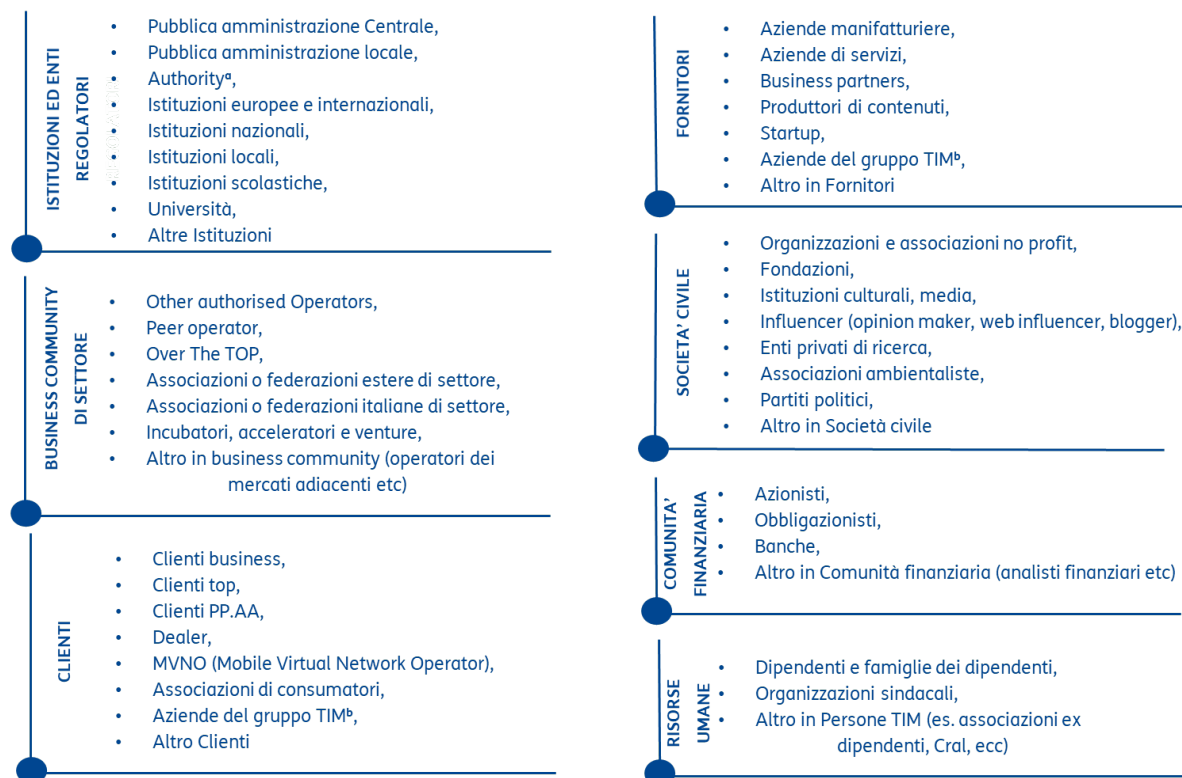 ISTITUZIONI ED ENTI
REGOLATORI
• Pubblica amministrazione Centrale,
• Pubblica amministrazione locale,
• Authorityᵃ,
• Istituzioni europee e internazionali,
• Istituzioni nazionali,
• Istituzioni locali,
• Istituzioni scolastiche,
• Università,
• Altre Istituzioni
BUSINESS COMMUNITY
DI SETTORE
• Other authorised Operators,
• Peer operator,
• Over The TOP,
• Associazioni o federazioni estere di settore,
• Associazioni o federazioni italiane di settore,
• Incubatori, acceleratori e venture,
• Altro in business community (operatori dei
mercati adiacenti etc)
CLIENTI
• Clienti business,
• Clienti top,
• Clienti PP.AA,
• Dealer,
• MVNO (Mobile Virtual Network Operator),
• Associazioni di consumatori,
• Aziende del gruppo TIMᵇ,
• Altro Clienti
FORNITORI
• Aziende manifatturiere,
• Aziende di servizi,
• Business partners,
• Produttori di contenuti,
• Startup,
• Aziende del gruppo TIMᵇ,
• Altro in Fornitori
SOCIETA' CIVILE
• Organizzazioni e associazioni no profit,
• Fondazioni,
• Istituzioni culturali, media,
• Influencer (opinion maker, web influencer, blogger),
• Enti privati di ricerca,
• Associazioni ambientaliste,
• Partiti politici,
• Altro in Società civile
COMUNITA'
FINANZIARIA
• Azionisti,
• Obbligazionisti,
• Banche,
• Altro in Comunità finanziaria (analisti finanziari etc)
RISORSE
UMANE
• Dipendenti e famiglie dei dipendenti,
• Organizzazioni sindacali,
• Altro in Persone TIM (es. associazioni ex
dipendenti, Cral, ecc)